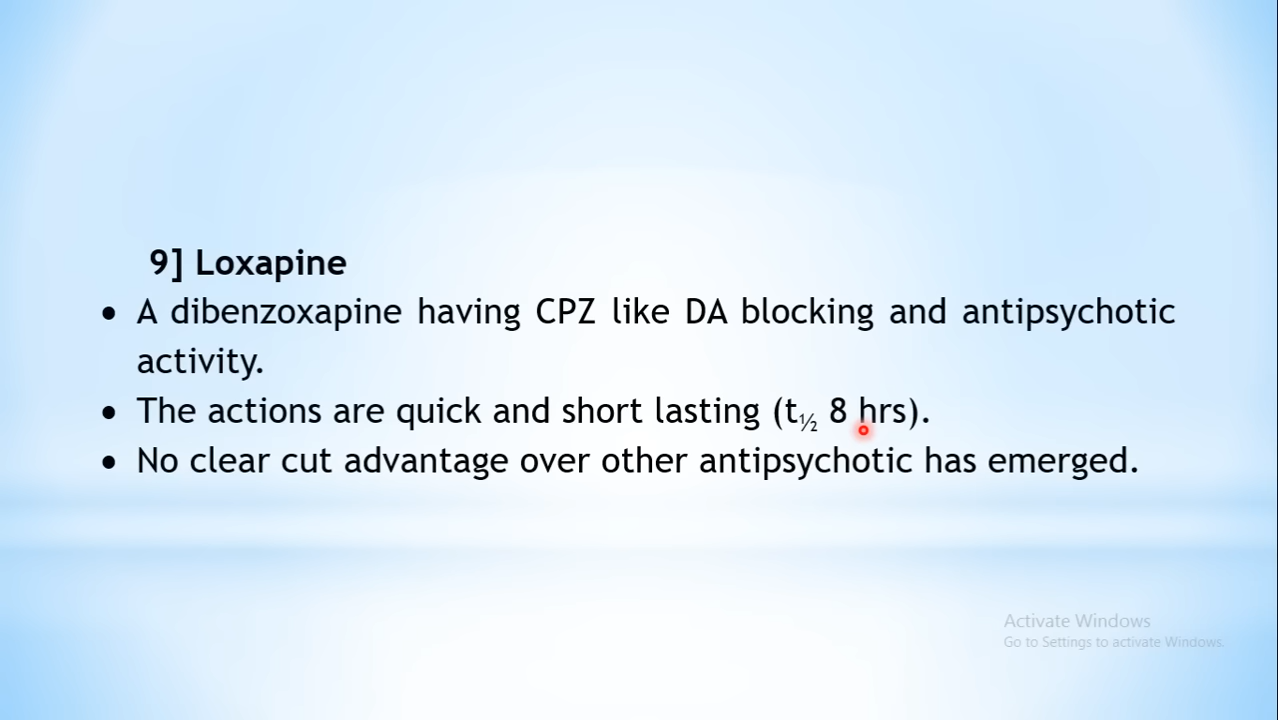 9] Loxapine
• A dibenzoxapine having CPZ like DA blocking and antipsychotic
activity.
• The actions are quick and short lasting (t½ 8 hrs).
• No clear cut advantage over other antipsychotic has emerged.
Activate Windows
Go to Settings to activate Windows.